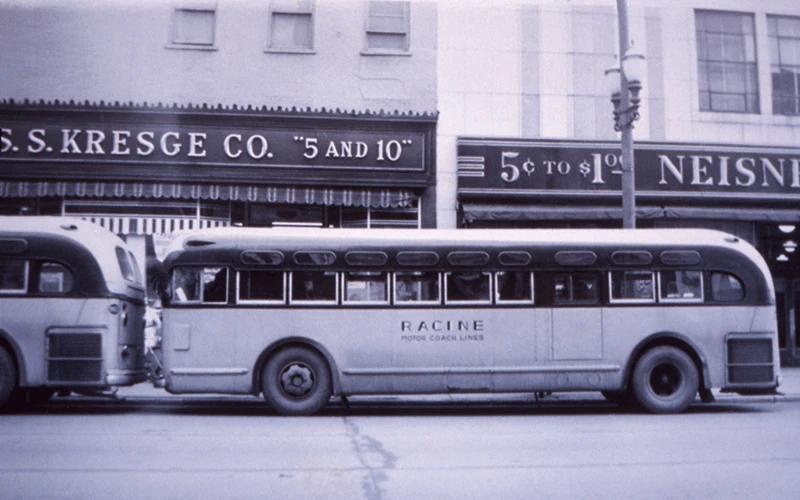 S. S. KRESGE CO. "5 AND 10"
5¢ TO $1.00 NEISN
RACINE
MOTOR COACH LINES